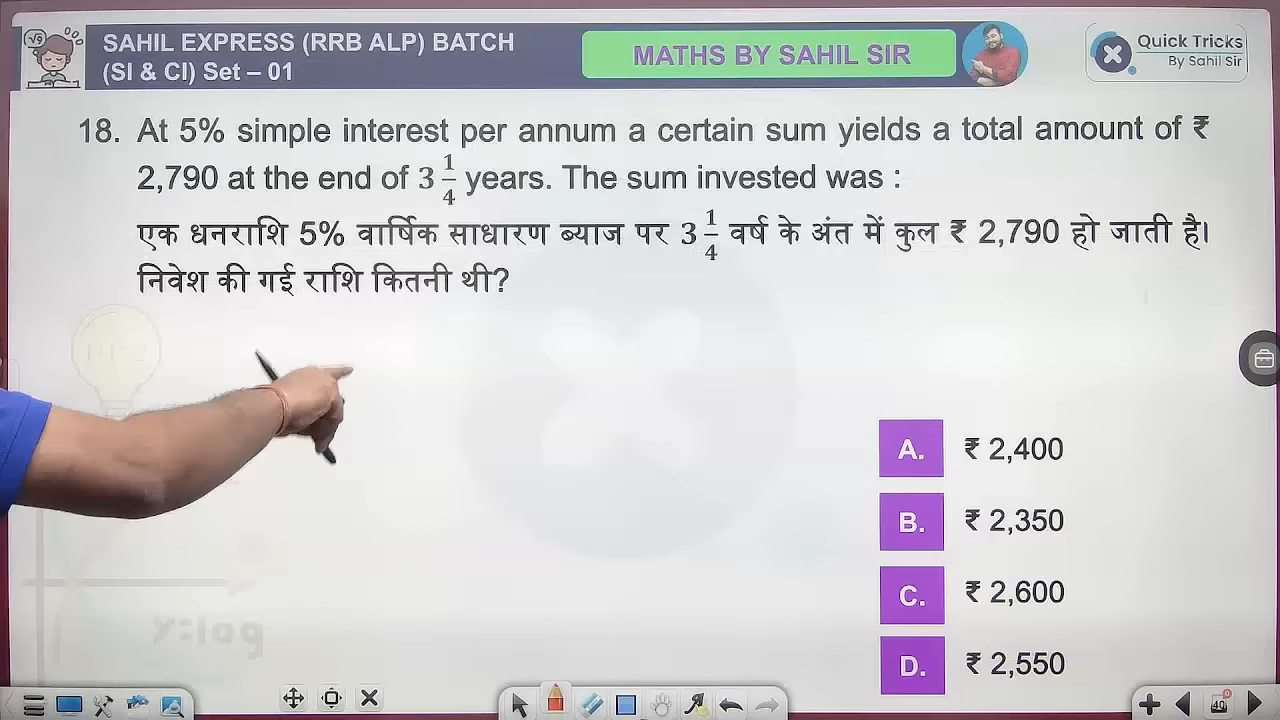 SAHIL EXPRESS (RRB ALP) BATCH
(SI & CI) Set – 01
MATHS BY SAHIL SIR
Quick Tricks
By Sahil Sir
√9
18. At 5% simple interest per annum a certain sum yields a total amount of ₹
2,790 at the end of 3 1/4 years. The sum invested was :
एक धनराशि 5% वार्षिक साधारण ब्याज पर 3 1/4 वर्ष के अंत में कुल ₹ 2,790 हो जाती है।
निवेश की गई राशि कितनी थी?
A. ₹ 2,400
B. ₹ 2,350
C. ₹ 2,600
D. ₹ 2,550
y=log
40